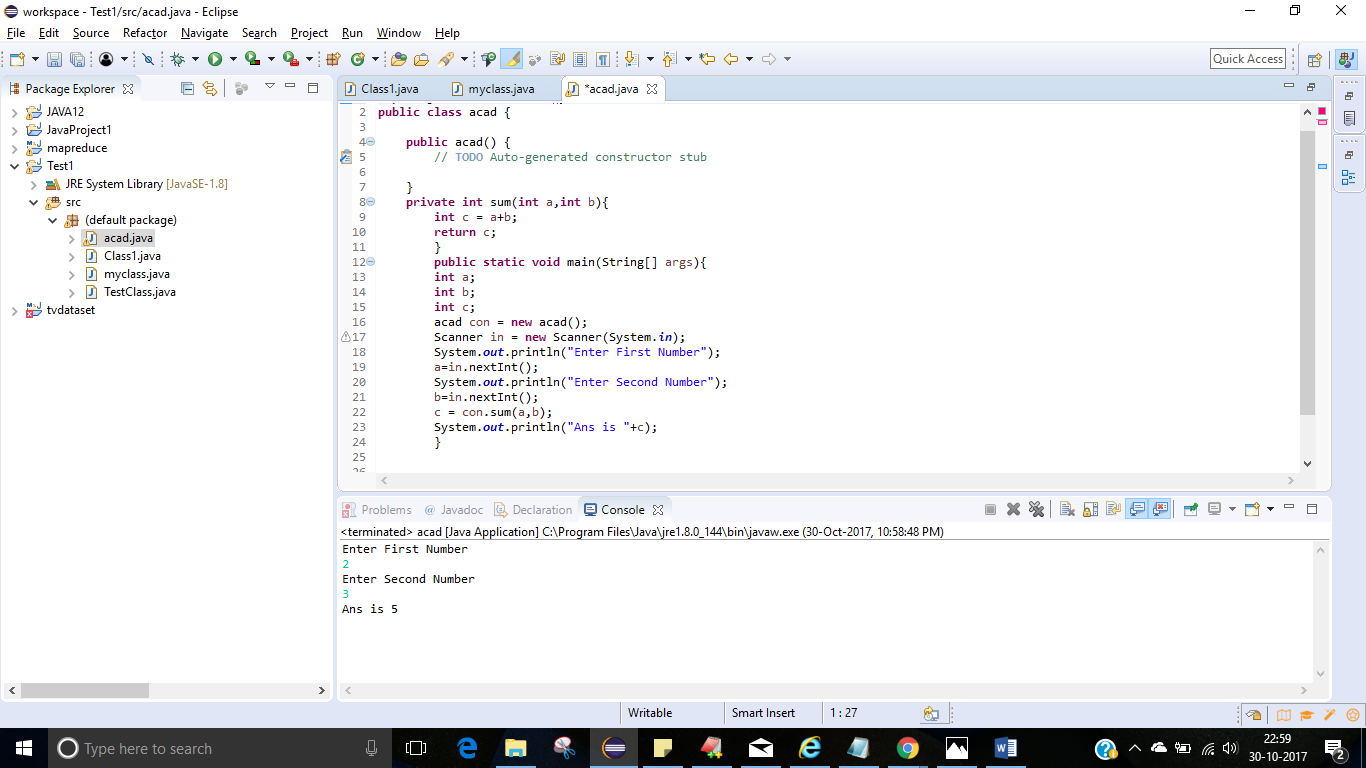 workspace - Test1/src/acad.java - Eclipse
File Edit Source Refactor Navigate Search Project Run Window Help
Quick Access
Package Explorer
JAVA12
JavaProject1
mapreduce
Test1
JRE System Library [JavaSE-1.8]
src
(default package)
acad.java
Class1.java
myclass.java
TestClass.java
tvdataset
Class1.java myclass.java *acad.java
2 public class acad {
3
4 public acad() {
5 // TODO Auto-generated constructor stub
6
7 }
8 private int sum(int a,int b){
9 int c = a+b;
10 return c;
11 }
12 public static void main(String[] args){
13 int a;
14 int b;
15 int c;
16 acad con = new acad();
17 Scanner in = new Scanner(System.in);
18 System.out.println("Enter First Number");
19 a=in.nextInt();
20 System.out.println("Enter Second Number");
21 b=in.nextInt();
22 c = con.sum(a,b);
23 System.out.println("Ans is "+c);
24 }
25
26
Problems @ Javadoc Declaration Console
<terminated> acad [Java Application] C:\Program Files\Java\jre1.8.0_144\bin\javaw.exe (30-Oct-2017, 10:58:48 PM)
Enter First Number
2
Enter Second Number
3
Ans is 5
Writable Smart Insert 1 : 27
Type here to search
22:59
30-10-2017
2